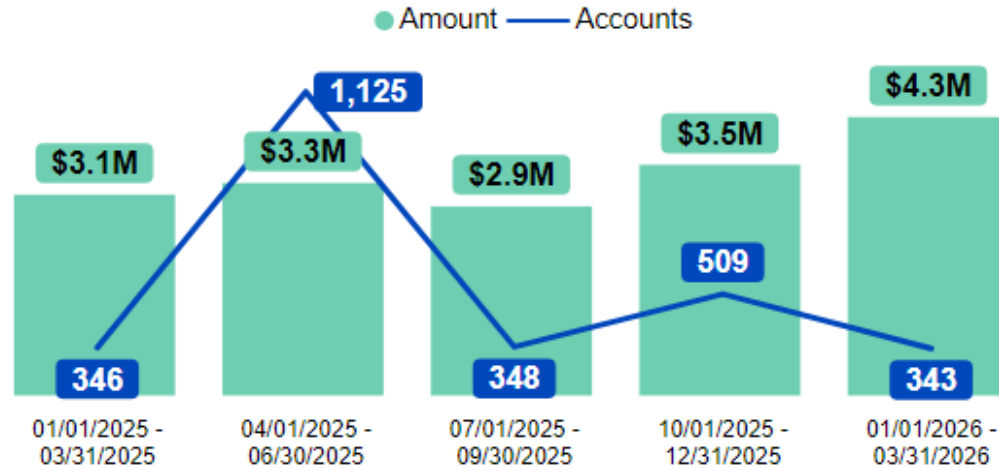 Amount Accounts
1,125
$4.3M
$3.1M
$3.3M
$2.9M
$3.5M
509
346
348
343
01/01/2025 -
03/31/2025
04/01/2025 -
06/30/2025
07/01/2025 -
09/30/2025
10/01/2025 -
12/31/2025
01/01/2026 -
03/31/2026